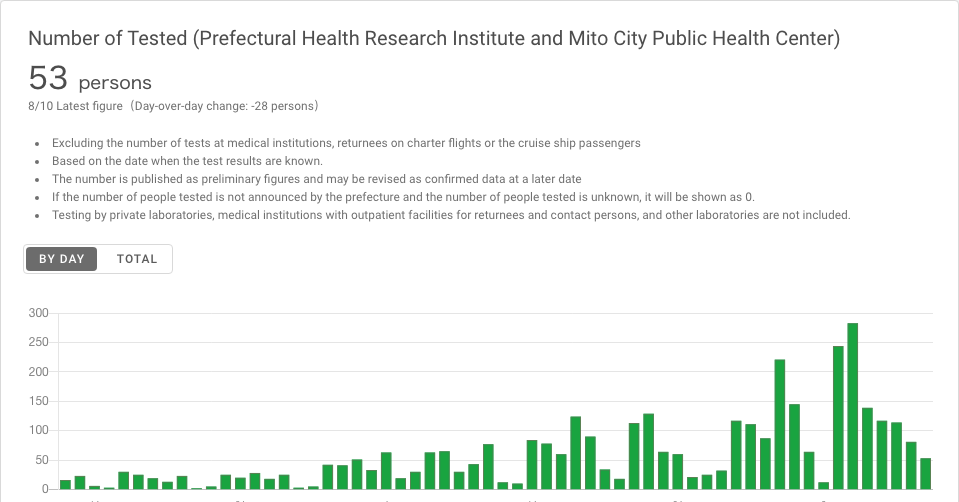 Number of Tested (Prefectural Health Research Institute and Mito City Public Health Center)
53 persons
8/10 Latest figure（Day-over-day change: -28 persons）
Excluding the number of tests at medical institutions, returnees on charter flights or the cruise ship passengers
Based on the date when the test results are known.
The number is published as preliminary figures and may be revised as confirmed data at a later date
If the number of people tested is not announced by the prefecture and the number of people tested is unknown, it will be shown as 0.
Testing by private laboratories, medical institutions with outpatient facilities for returnees and contact persons, and other laboratories are not included.
BY DAY TOTAL
300
250
200
150
100
50
0